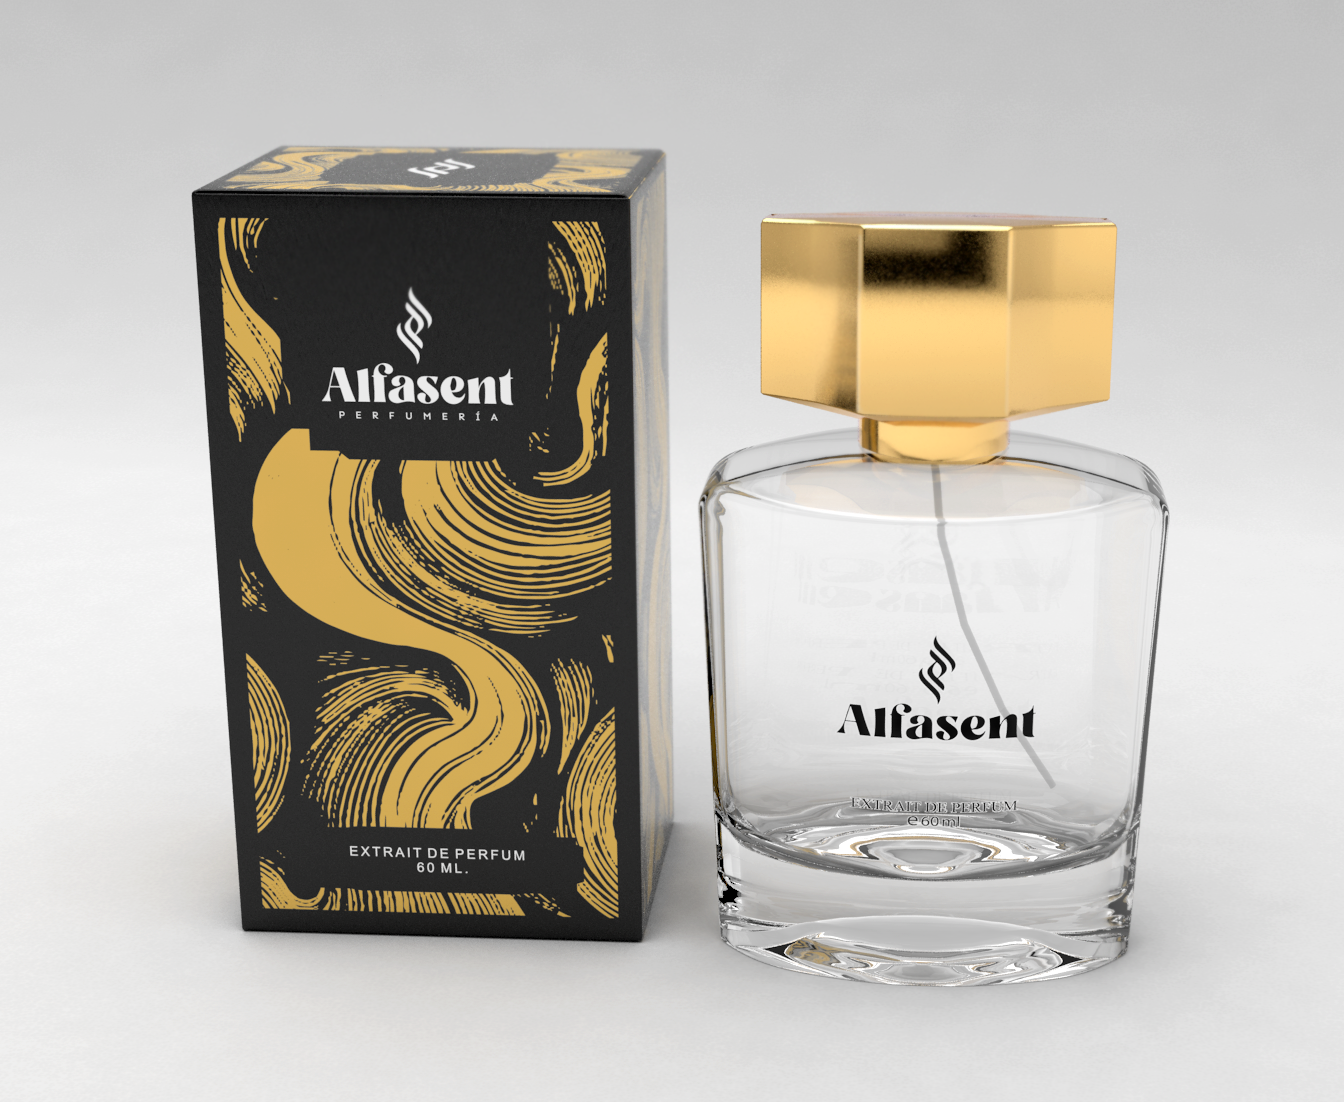 Alfasent
PERFUMERÍA
EXTRAIT DE PERFUM
60 ML.
Alfasent
EXTRAIT DE PERFUM
e 60 ml